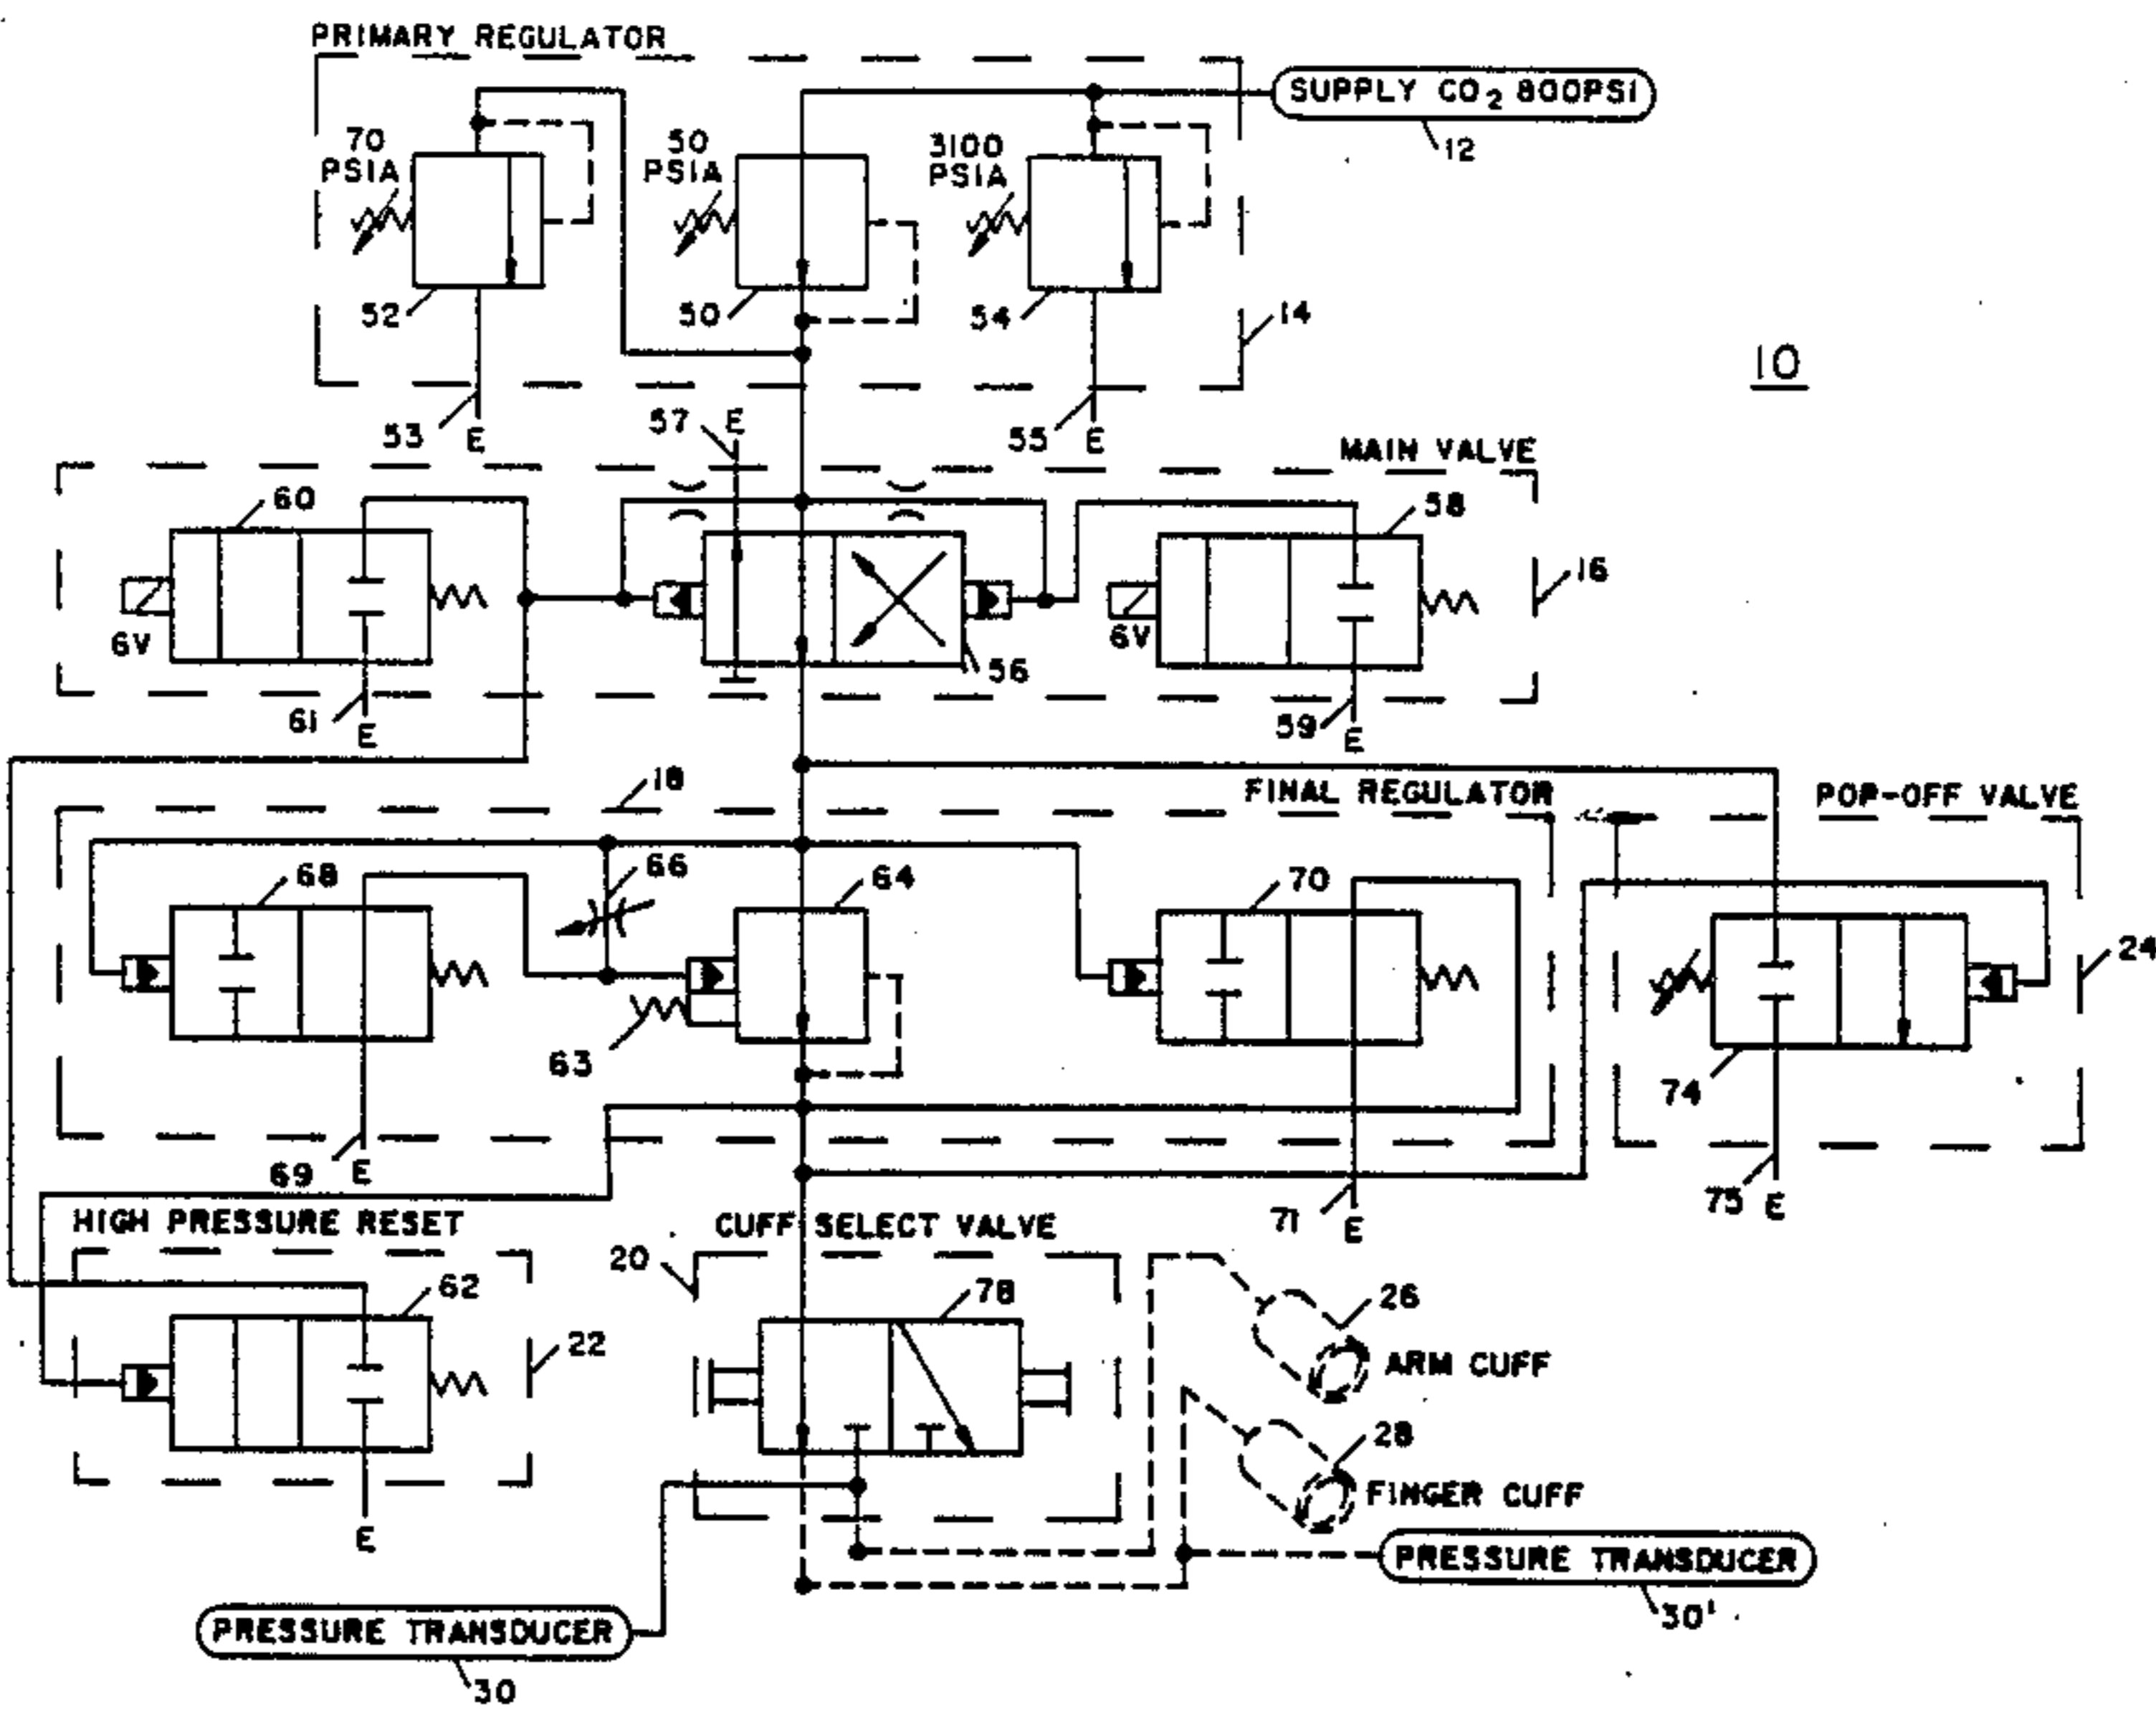 PRIMARY REGULATOR
SUPPLY CO2 800PSI
12
70
PSIA
50
PSIA
3100
PSIA
52
50
54
14
10
53
E
57
E
55
E
MAIN VALVE
60
58
16
6V
6V
56
61
E
59
E
18
FINAL REGULATOR
POP-OFF VALVE
68
66
64
70
24
63
74
69
E
71
E
75
E
HIGH PRESSURE RESET
CUFF SELECT VALVE
20
62
78
26
22
ARM CUFF
28
FINGER CUFF
E
PRESSURE TRANSDUCER
30'
PRESSURE TRANSDUCER
30